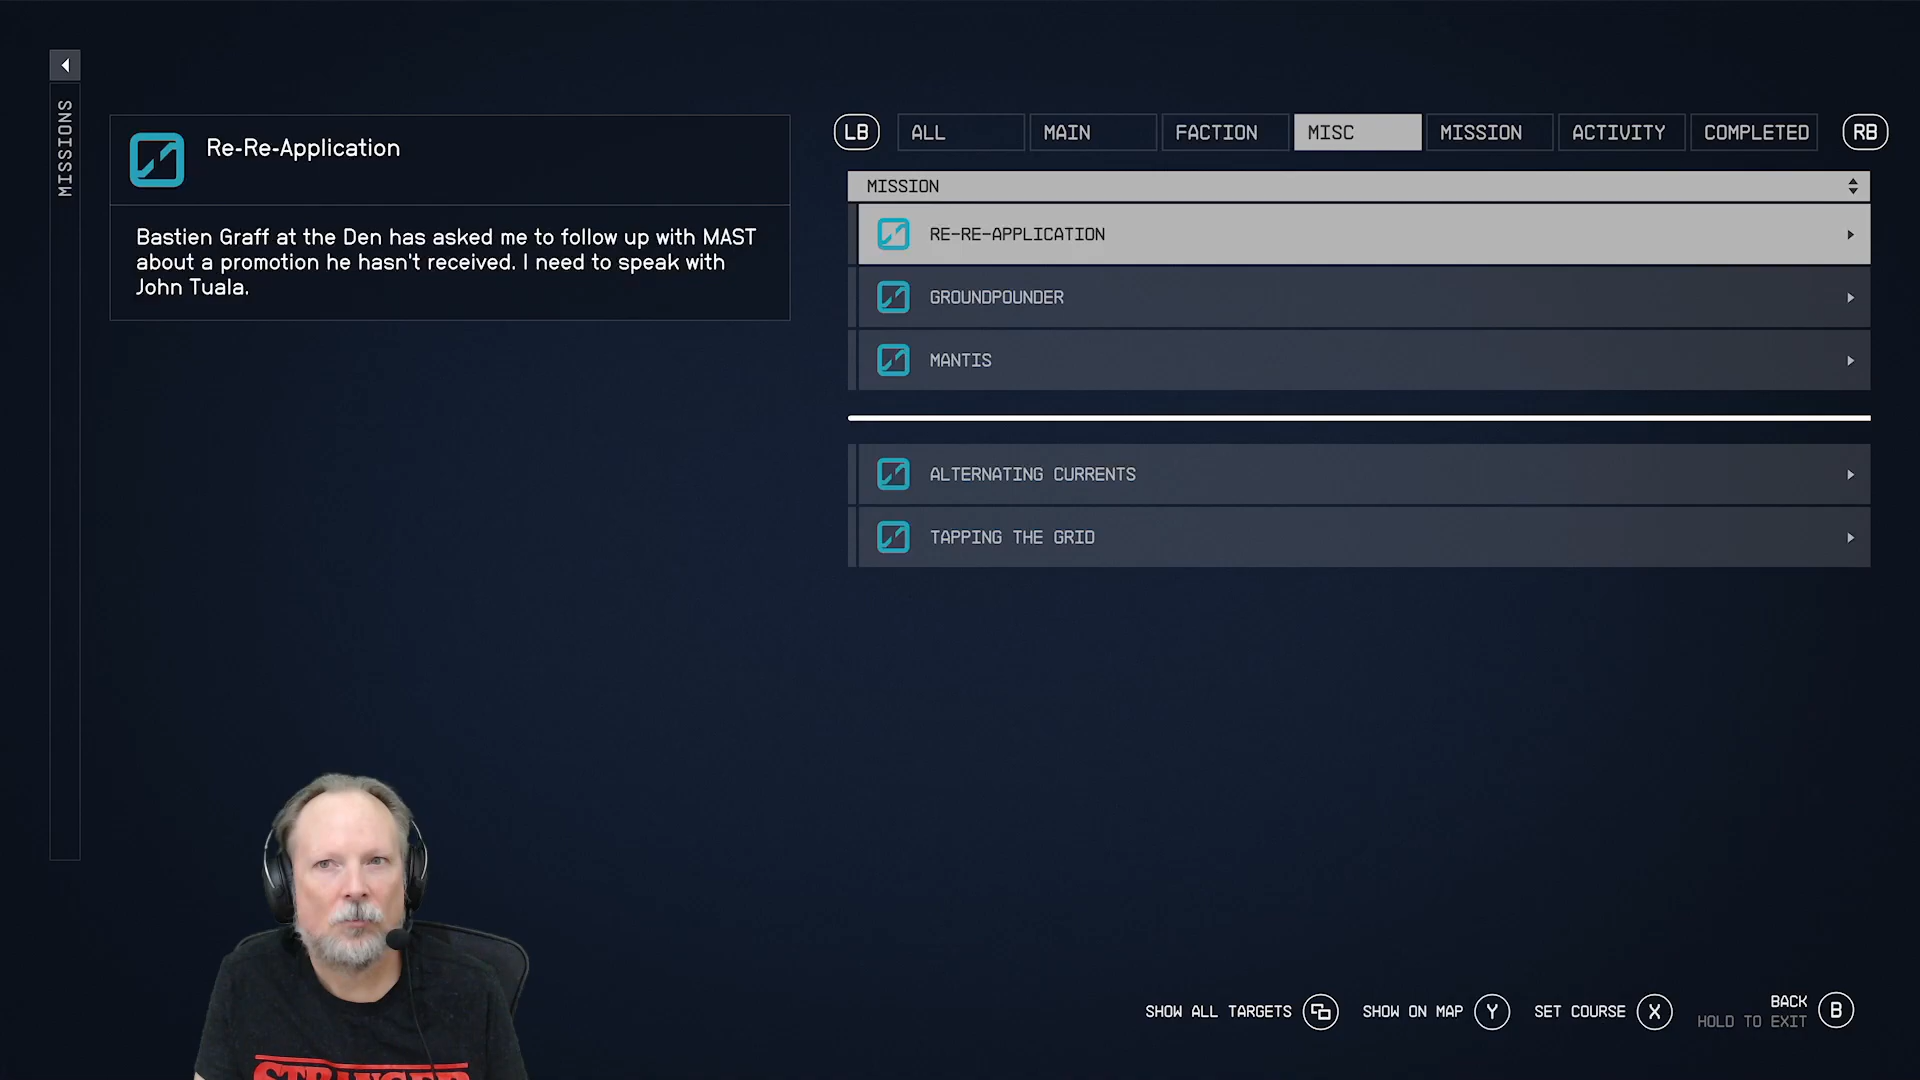 MISSIONS
Re-Re-Application
Bastien Graff at the Den has asked me to follow up with MAST
about a promotion he hasn't received. I need to speak with
John Tuala.
LB ALL MAIN FACTION MISC MISSION ACTIVITY COMPLETED RB
MISSION
RE-RE-APPLICATION
GROUNDPOUNDER
MANTIS
ALTERNATING CURRENTS
TAPPING THE GRID
SHOW ALL TARGETS SHOW ON MAP Y SET COURSE X BACK B
HOLD TO EXIT
STRANGER